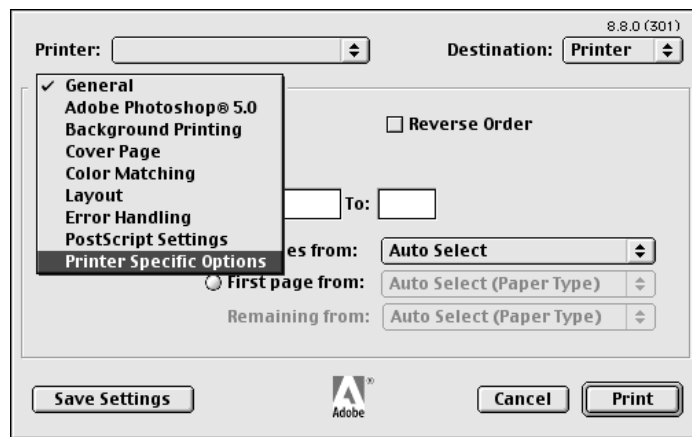 8.8.0 (301)
Printer: Destination: Printer
✓ General
Adobe Photoshop® 5.0
Background Printing
Cover Page
Color Matching
Layout
Error Handling
PostScript Settings
Printer Specific Options
Reverse Order
To:
es from: Auto Select
First page from: Auto Select (Paper Type)
Remaining from: Auto Select (Paper Type)
Save Settings
Adobe ®
Cancel Print